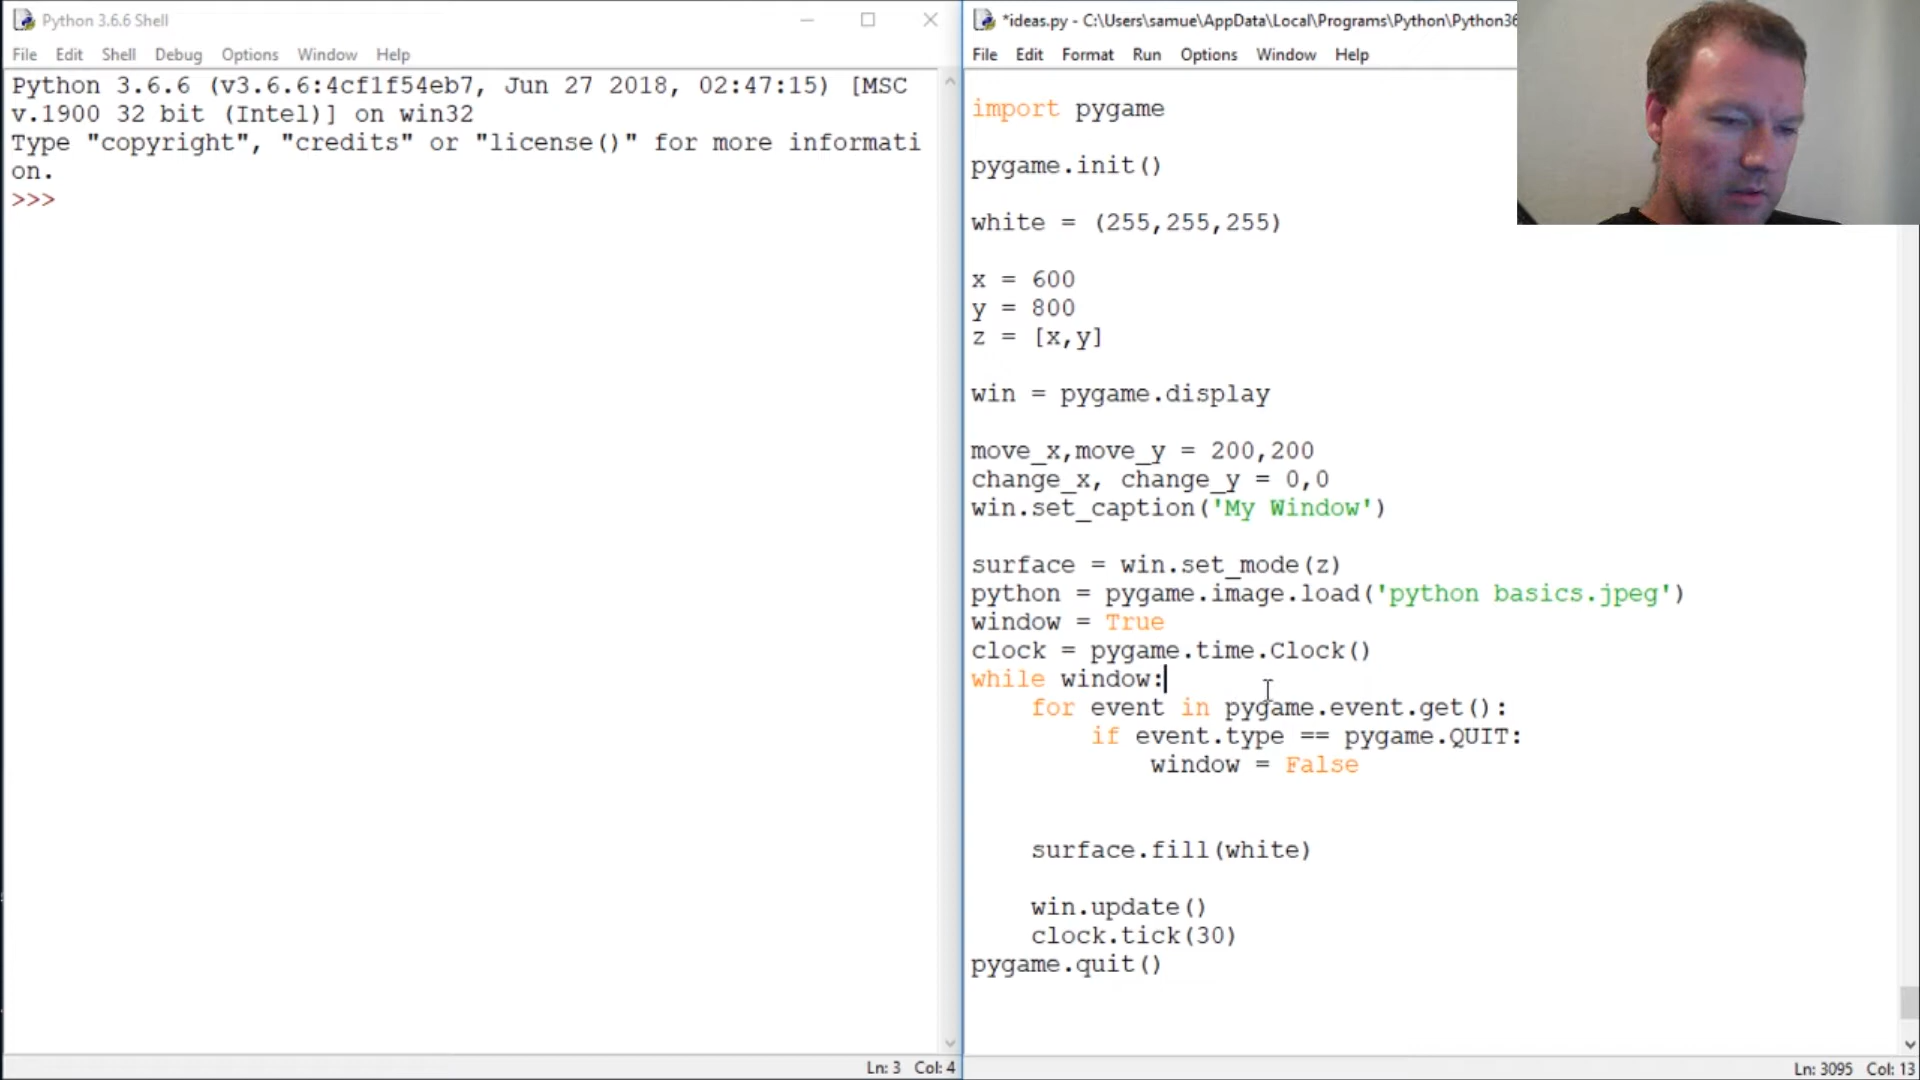 Python 3.6.6 Shell
File Edit Shell Debug Options Window Help
Python 3.6.6 (v3.6.6:4cf1f54eb7, Jun 27 2018, 02:47:15) [MSC
v.1900 32 bit (Intel)] on win32
Type "copyright", "credits" or "license()" for more informati
on.
>>>
Ln: 3 Col: 4
*ideas.py - C:\Users\samue\AppData\Local\Programs\Python\Python36
File Edit Format Run Options Window Help
import pygame
pygame.init()
white = (255,255,255)
x = 600
y = 800
z = [x,y]
win = pygame.display
move_x,move_y = 200,200
change_x, change_y = 0,0
win.set_caption('My Window')
surface = win.set_mode(z)
python = pygame.image.load('python basics.jpeg')
window = True
clock = pygame.time.Clock()
while window:
for event in pygame.event.get():
if event.type == pygame.QUIT:
window = False
surface.fill(white)
win.update()
clock.tick(30)
pygame.quit()
Ln: 3095 Col: 13